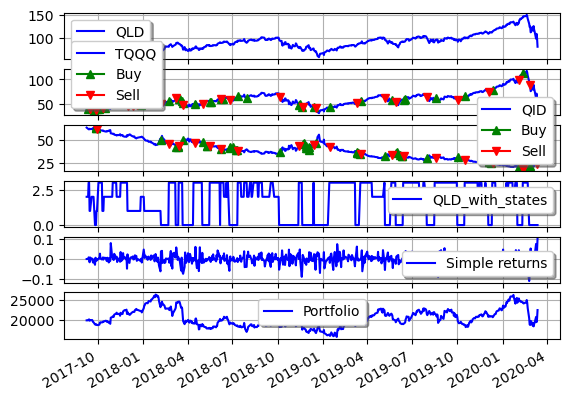 150
100
QLD
TQQQ
Buy
Sell
100
50
QID
Buy
Sell
50
25
2.5
0.0
QLD_with_states
0.1
0.0
-0.1
Simple returns
25000
20000
Portfolio
2017-10
2018-01
2018-04
2018-07
2018-10
2019-01
2019-04
2019-07
2019-10
2020-01
2020-04